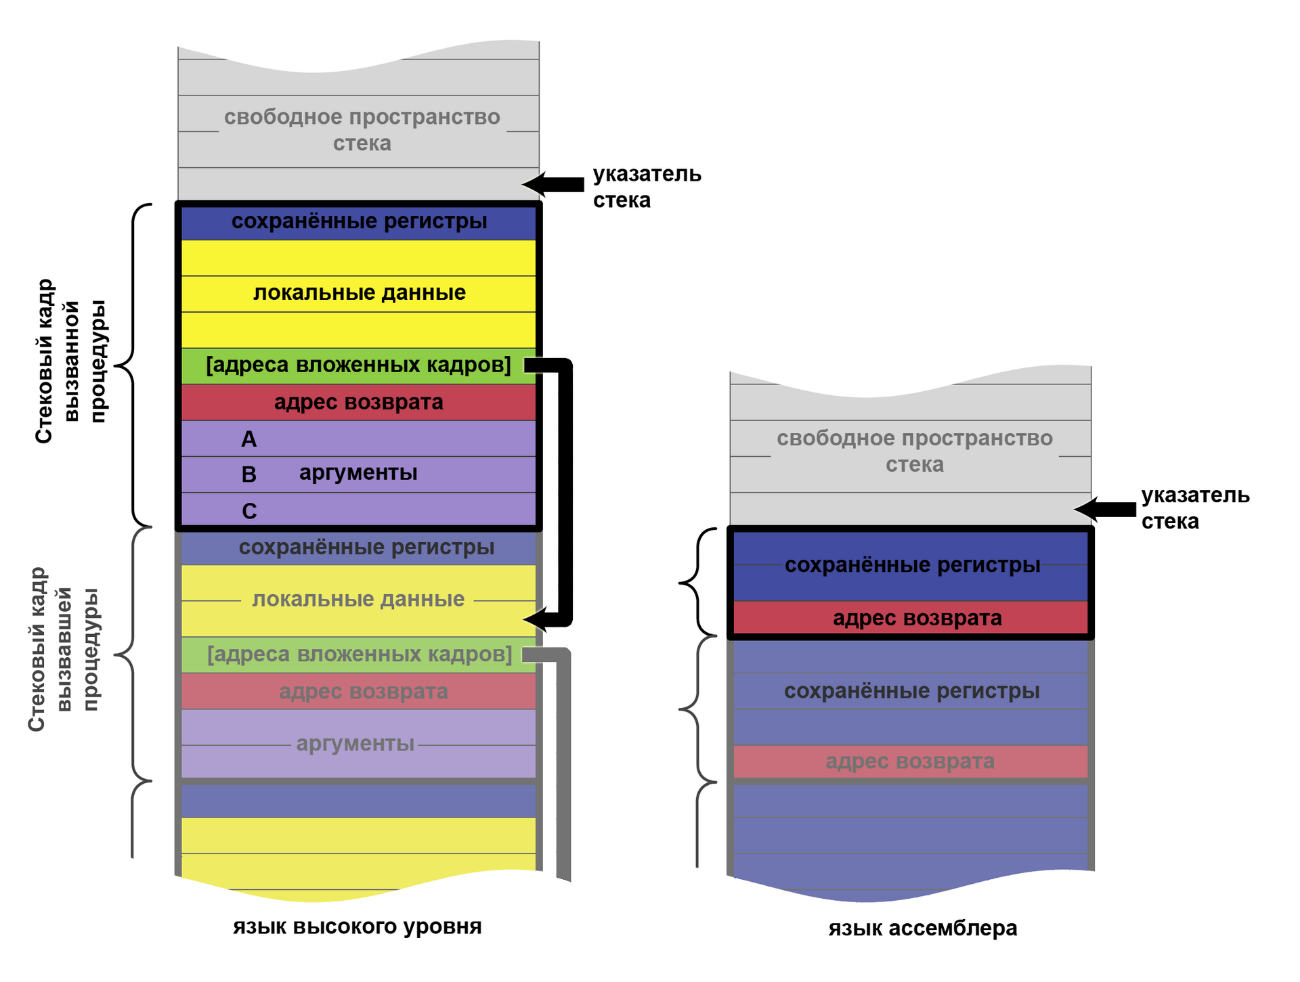 свободное пространство
стека
указатель
стека
Стековый кадр
вызванной
процедуры
сохранённые регистры
локальные данные
[адреса вложенных кадров]
адрес возврата
A
B аргументы
C
Стековый кадр
вызвавшей
процедуры
сохранённые регистры
локальные данные
[адреса вложенных кадров]
адрес возврата
аргументы
язык высокого уровня
свободное пространство
стека
указатель
стека
сохранённые регистры
адрес возврата
сохранённые регистры
адрес возврата
язык ассемблера